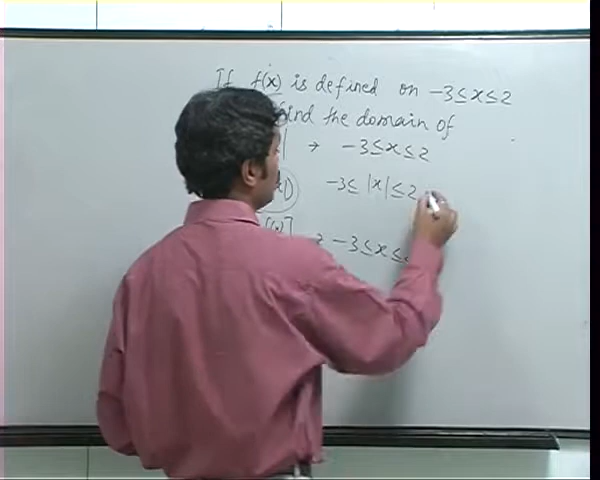 If f(x) is defined on -3≤x≤2
find the domain of
| → -3≤x≤2
-3≤ |x| ≤2
-3≤x≤